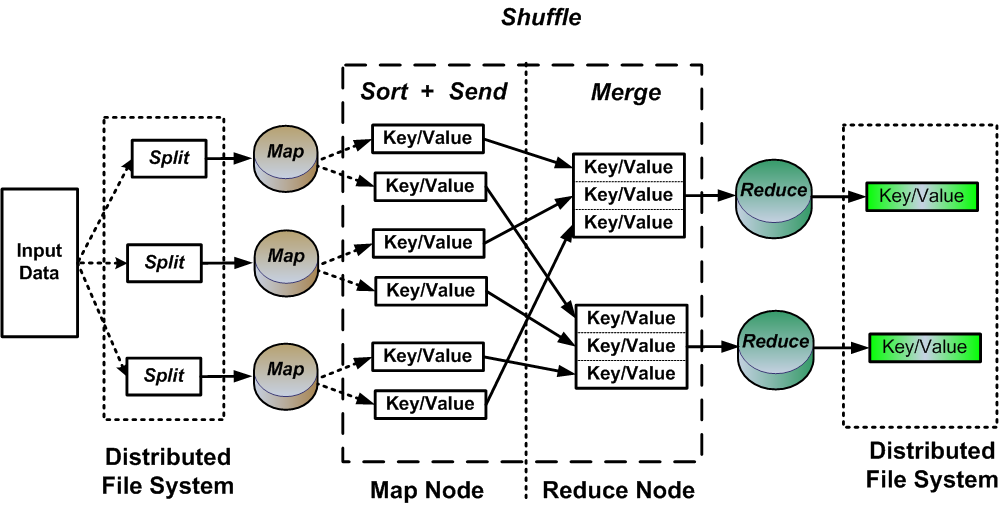 Shuffle
Sort + Send
Merge
Input
Data
Split
Split
Split
Map
Map
Map
Key/Value
Key/Value
Key/Value
Key/Value
Key/Value
Key/Value
Key/Value
Key/Value
Key/Value
Key/Value
Key/Value
Key/Value
Reduce
Reduce
Key/Value
Key/Value
Distributed
File System
Map Node
Reduce Node
Distributed
File System